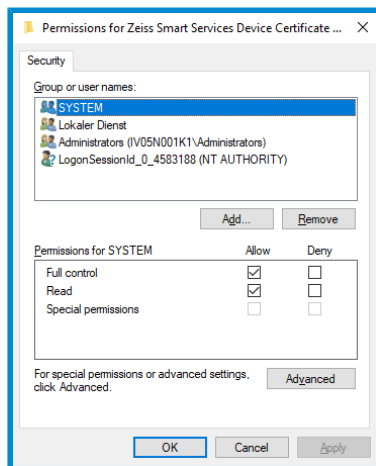 Permissions for Zeiss Smart Services Device Certificate ...
Security
Group or user names:
SYSTEM
Lokaler Dienst
Administrators (IV05N001K1\Administrators)
LogonSessionId_0_4583188 (NT AUTHORITY)
Add...
Remove
Permissions for SYSTEM
Allow
Deny
Full control
Read
Special permissions
For special permissions or advanced settings,
click Advanced.
Advanced
OK
Cancel
Apply